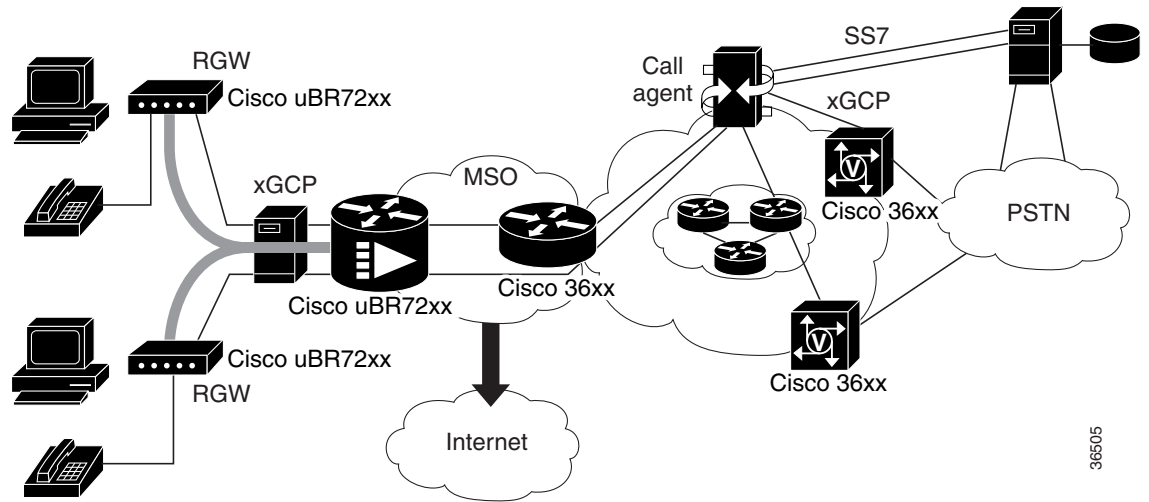 RGW
Cisco uBR72xx
xGCP
MSO
Cisco uBR72xx
Cisco 36xx
Cisco uBR72xx
RGW
Internet
Call
agent
SS7
xGCP
V
Cisco 36xx
PSTN
V
Cisco 36xx
36505